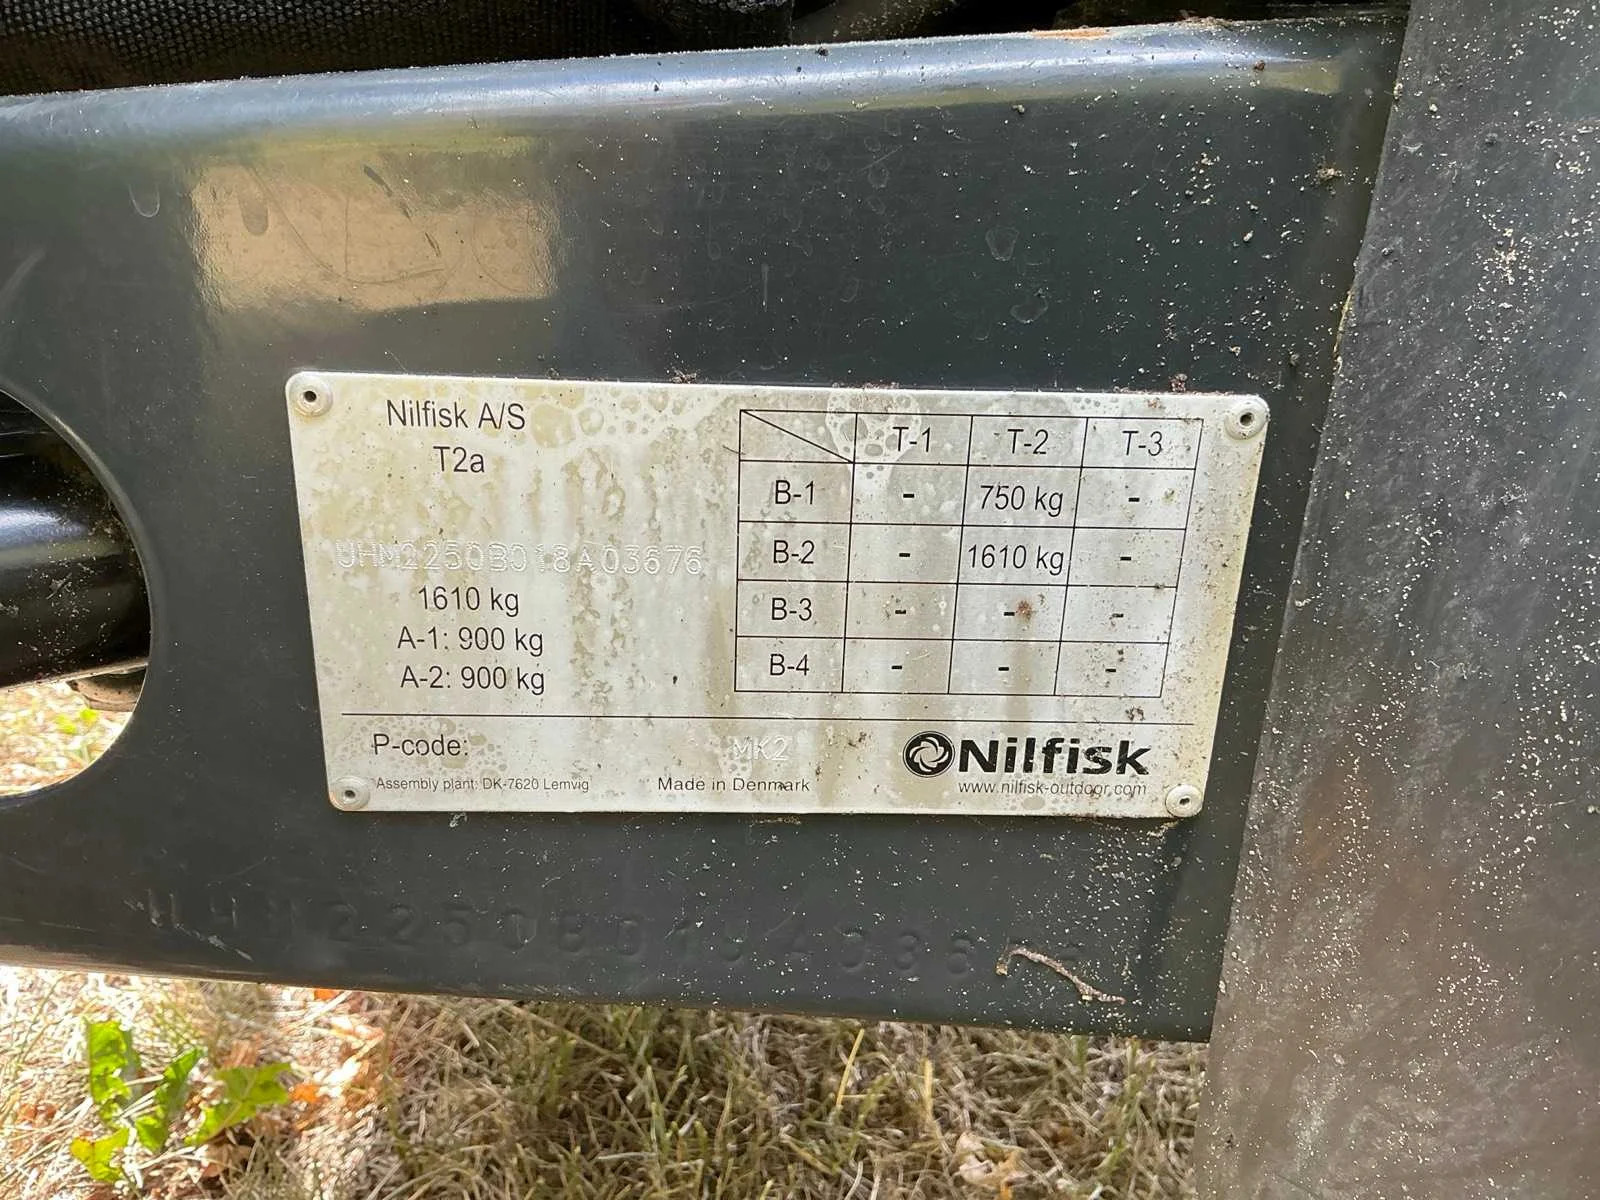 Nilfisk A/S
T2a
UHM2250B018A03676
1610 kg
A-1: 900 kg
A-2: 900 kg
T-1 T-2 T-3
B-1 - 750 kg -
B-2 - 1610 kg -
B-3 - - -
B-4 - - -
P-code: MK2
Nilfisk
Assembly plant: DK-7620 Lemvig Made in Denmark www.nilfisk-outdoor.com